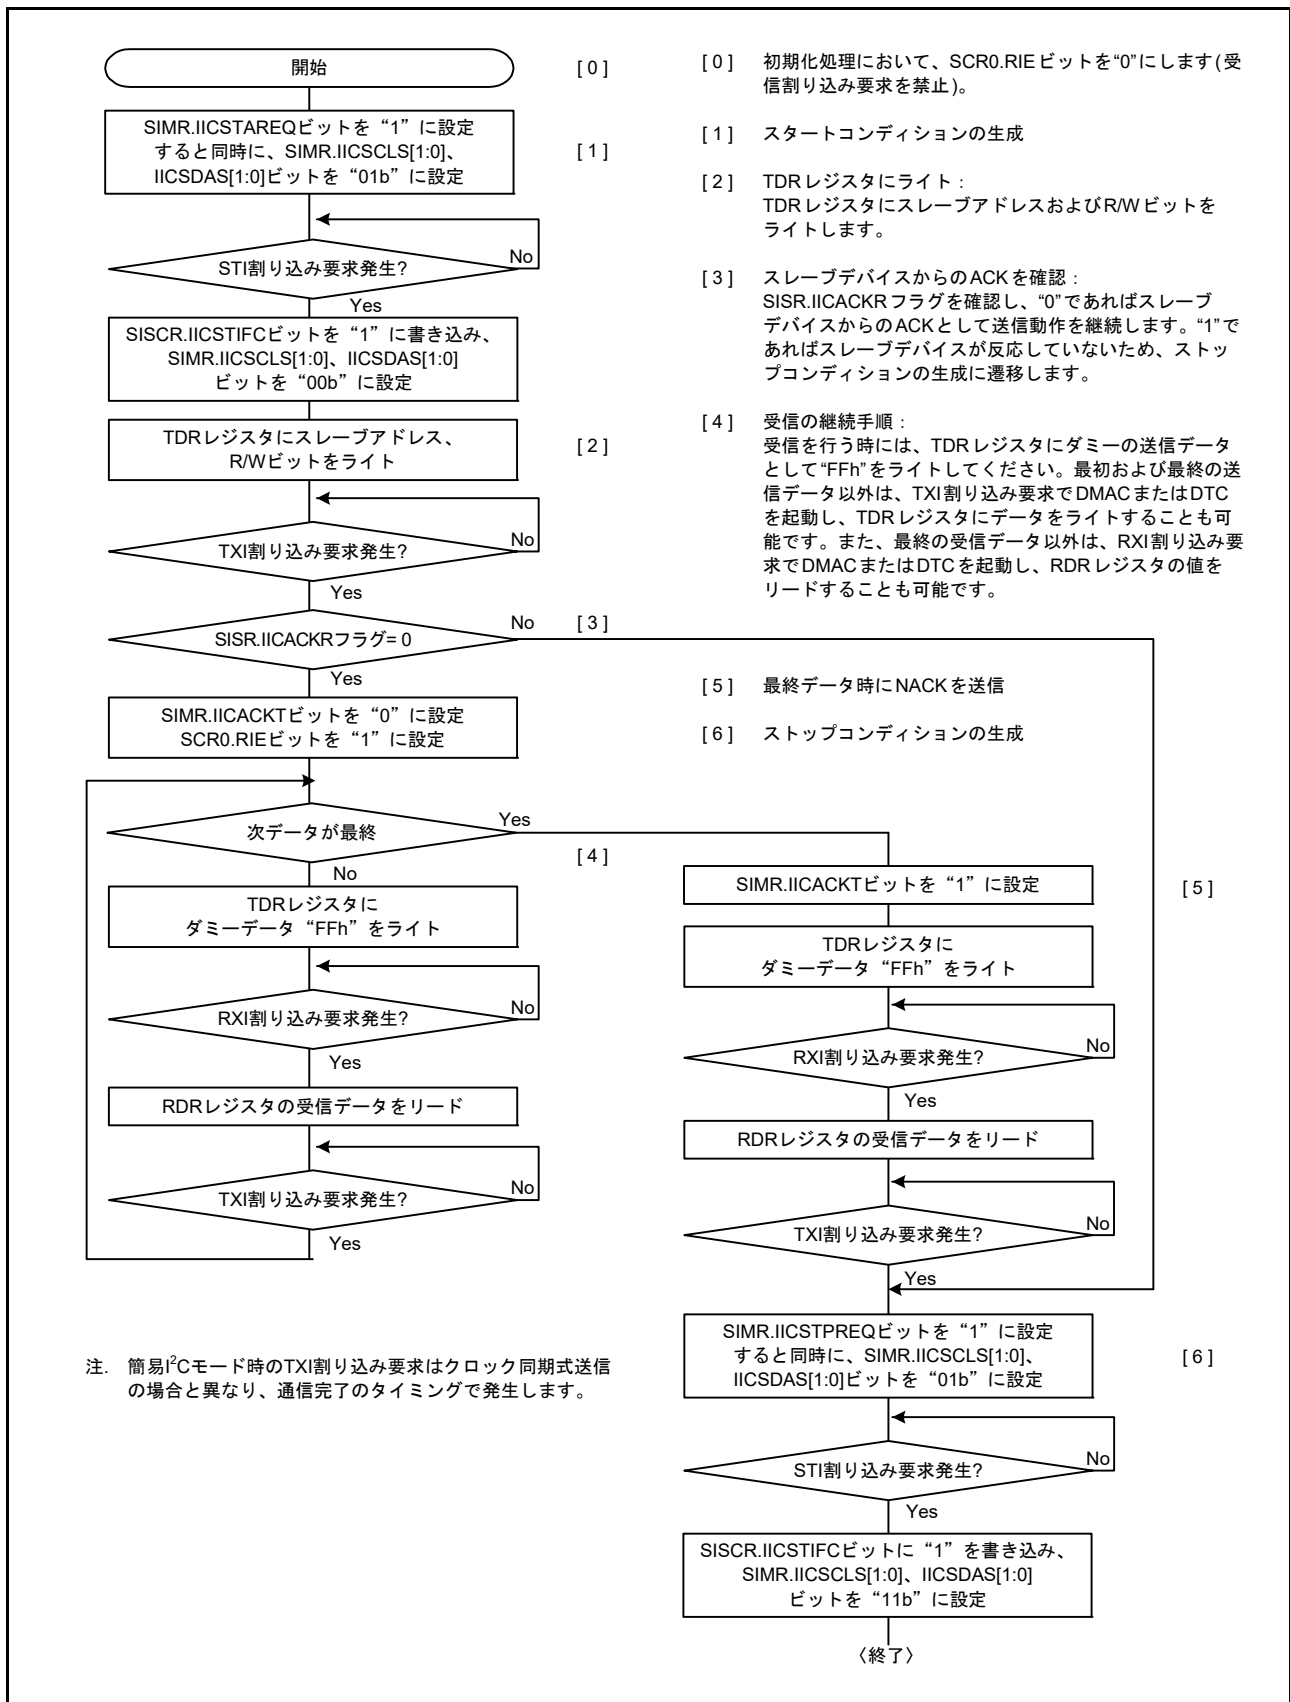 開始
[ 0 ]
SIMR.IICSTAREQビットを“1”に設定
すると同時に、SIMR.IICSCLS[1:0]、
IICSDAS[1:0]ビットを“01b”に設定
[ 1 ]
STI割り込み要求発生?
No
Yes
SISCR.IICSTIFCビットを“1”に書き込み、
SIMR.IICSCLS[1:0]、IICSDAS[1:0]
ビットを“00b”に設定
TDRレジスタにスレーブアドレス、
R/Wビットをライト
[ 2 ]
TXI割り込み要求発生?
No
Yes
SISR.IICACKRフラグ= 0
No
[ 3 ]
Yes
SIMR.IICACKTビットを“0”に設定
SCR0.RIEビットを“1”に設定
次データが最終
Yes
[ 4 ]
No
TDRレジスタに
ダミーデータ“FFh”をライト
RXI割り込み要求発生?
No
Yes
RDRレジスタの受信データをリード
TXI割り込み要求発生?
No
Yes
注. 簡易I²Cモード時のTXI割り込み要求はクロック同期式送信
の場合と異なり、通信完了のタイミングで発生します。
[ 0 ] 初期化処理において、SCR0.RIEビットを“0”にします(受
信割り込み要求を禁止)。
[ 1 ] スタートコンディションの生成
[ 2 ] TDRレジスタにライト:
TDRレジスタにスレーブアドレスおよびR/Wビットを
ライトします。
[ 3 ] スレーブデバイスからのACKを確認:
SISR.IICACKRフラグを確認し、“0”であればスレーブ
デバイスからのACKとして送信動作を継続します。“1”で
あればスレーブデバイスが反応していないため、ストッ
プコンディションの生成に遷移します。
[ 4 ] 受信の継続手順:
受信を行う時には、TDRレジスタにダミーの送信データ
として“FFh”をライトしてください。最初および最終の送
信データ以外は、TXI割り込み要求でDMACまたはDTC
を起動し、TDRレジスタにデータをライトすることも可
能です。また、最終の受信データ以外は、RXI割り込み要
求でDMACまたはDTCを起動し、RDRレジスタの値を
リードすることも可能です。
[ 5 ] 最終データ時にNACKを送信
[ 6 ] ストップコンディションの生成
SIMR.IICACKTビットを“1”に設定
[ 5 ]
TDRレジスタに
ダミーデータ“FFh”をライト
RXI割り込み要求発生?
No
Yes
RDRレジスタの受信データをリード
TXI割り込み要求発生?
No
Yes
SIMR.IICSTPREQビットを“1”に設定
すると同時に、SIMR.IICSCLS[1:0]、
IICSDAS[1:0]ビットを“01b”に設定
[ 6 ]
STI割り込み要求発生?
No
Yes
SISCR.IICSTIFCビットに“1”を書き込み、
SIMR.IICSCLS[1:0]、IICSDAS[1:0]
ビットを“11b”に設定
〈終了〉